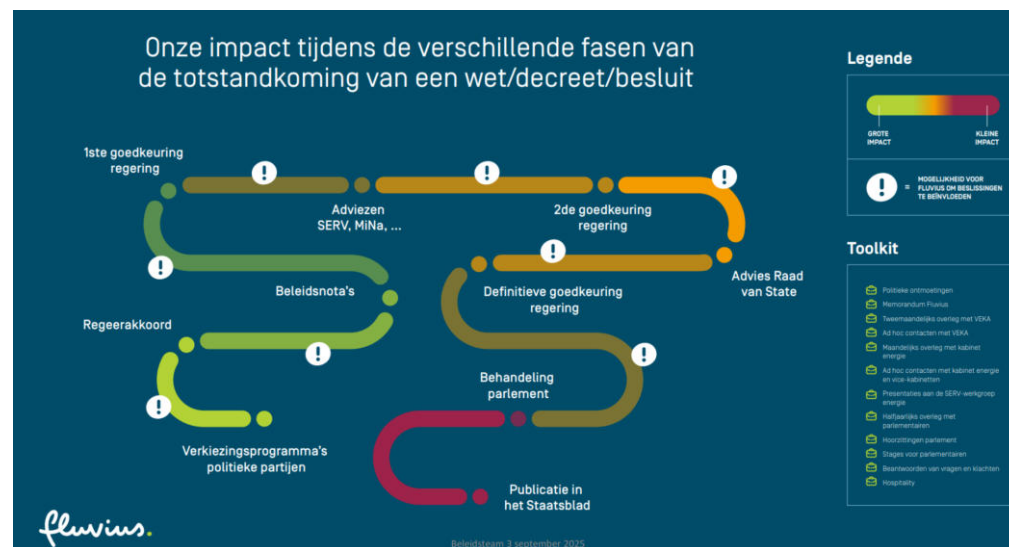 Onze impact tijdens de verschillende fasen van
de totstandkoming van een wet/decreet/besluit
1ste goedkeuring
regering
Adviezen
SERV, MiNa, ...
2de goedkeuring
regering
Advies Raad
van State
Definitieve goedkeuring
regering
Beleidsnota's
Regeerakkoord
Behandeling
parlement
Verkiezingsprogramma's
politieke partijen
Publicatie in
het Staatsblad
fluvius.
Beleidsteam 3 september 2025
Legende
GROTE
IMPACT
KLEINE
IMPACT
! = MOGELIJKHEID VOOR
FLUVIUS OM BESLISSINGEN
TE BEÏNVLOEDEN
Toolkit
Politieke ontmoetingen
Memorandum Fluvius
Tweemaandelijks overleg met VEKA
Ad hoc contacten met VEKA
Maandelijks overleg met kabinet
energie
Ad hoc contacten met kabinet energie
en vice-kabinetten
Presentaties aan de SERV-werkgroep
energie
Halfjaarlijks overleg met
parlementairen
Hoorzittingen parlement
Stages voor parlementairen
Beantwoorden van vragen en klachten
Hospitality